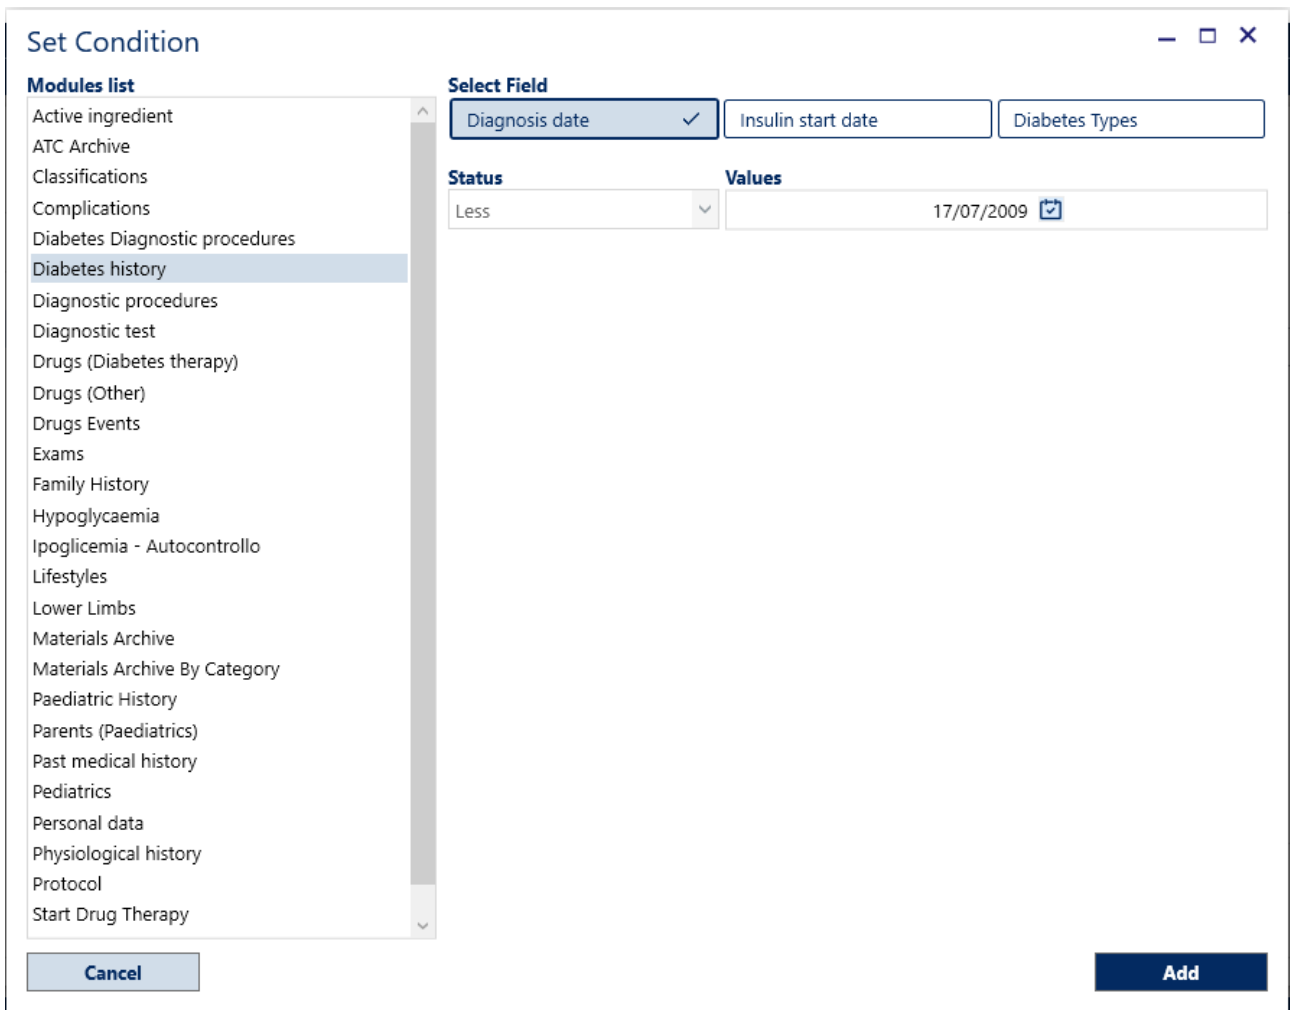 Set Condition
Modules list
Active ingredient
ATC Archive
Classifications
Complications
Diabetes Diagnostic procedures
Diabetes history
Diagnostic procedures
Diagnostic test
Drugs (Diabetes therapy)
Drugs (Other)
Drugs Events
Exams
Family History
Hypoglycaemia
Ipoglicemia - Autocontrollo
Lifestyles
Lower Limbs
Materials Archive
Materials Archive By Category
Paediatric History
Parents (Paediatrics)
Past medical history
Pediatrics
Personal data
Physiological history
Protocol
Start Drug Therapy
Select Field
Diagnosis date Insulin start date Diabetes Types
Status Values
Less 17/07/2009
Cancel Add